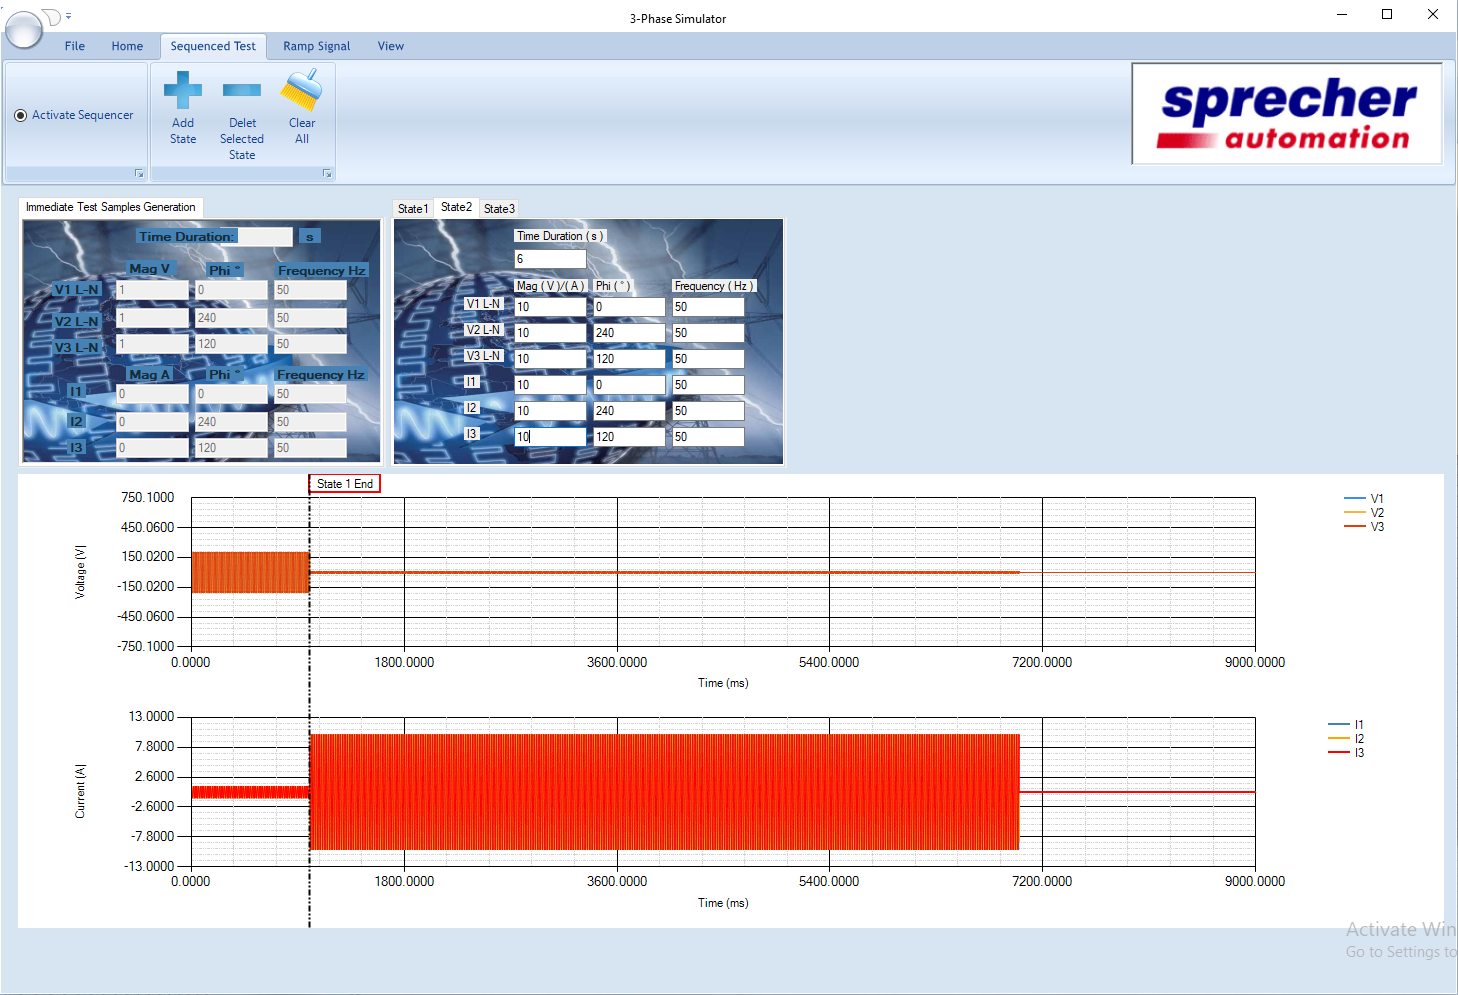 3-Phase Simulator
File Home Sequenced Test Ramp Signal View
Activate Sequencer
Add State
Delet Selected State
Clear All
sprecher
automation
Immediate Test Samples Generation
Time Duration: s
Mag V Phi ° Frequency Hz
V1 L-N 1 0 50
V2 L-N 1 240 50
V3 L-N 1 120 50
Mag A Phi ° Frequency Hz
I1 0 0 50
I2 0 240 50
I3 0 120 50
State1 State2 State3
Time Duration ( s )
6
Mag ( V )/( A ) Phi ( ° ) Frequency ( Hz )
V1 L-N 10 0 50
V2 L-N 10 240 50
V3 L-N 10 120 50
I1 10 0 50
I2 10 240 50
I3 10 120 50
State 1 End
750.1000
450.0600
150.0200
-150.0200
-450.0600
-750.1000
Voltage (V)
0.0000 1800.0000 3600.0000 5400.0000 7200.0000 9000.0000
Time (ms)
V1
V2
V3
13.0000
7.8000
2.6000
-2.6000
-7.8000
-13.0000
Current (A)
0.0000 1800.0000 3600.0000 5400.0000 7200.0000 9000.0000
Time (ms)
I1
I2
I3
Activate Win
Go to Settings to